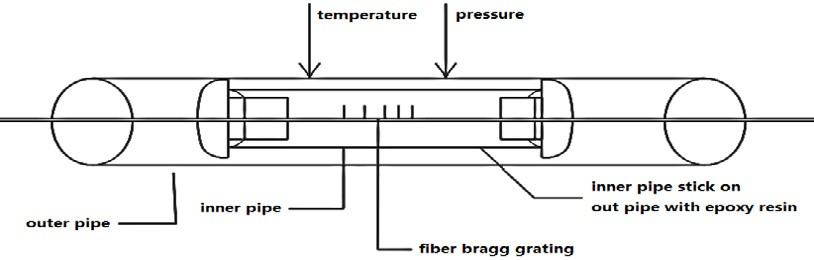 temperature
pressure
inner pipe stick on
out pipe with epoxy resin
inner pipe
outer pipe
fiber bragg grating